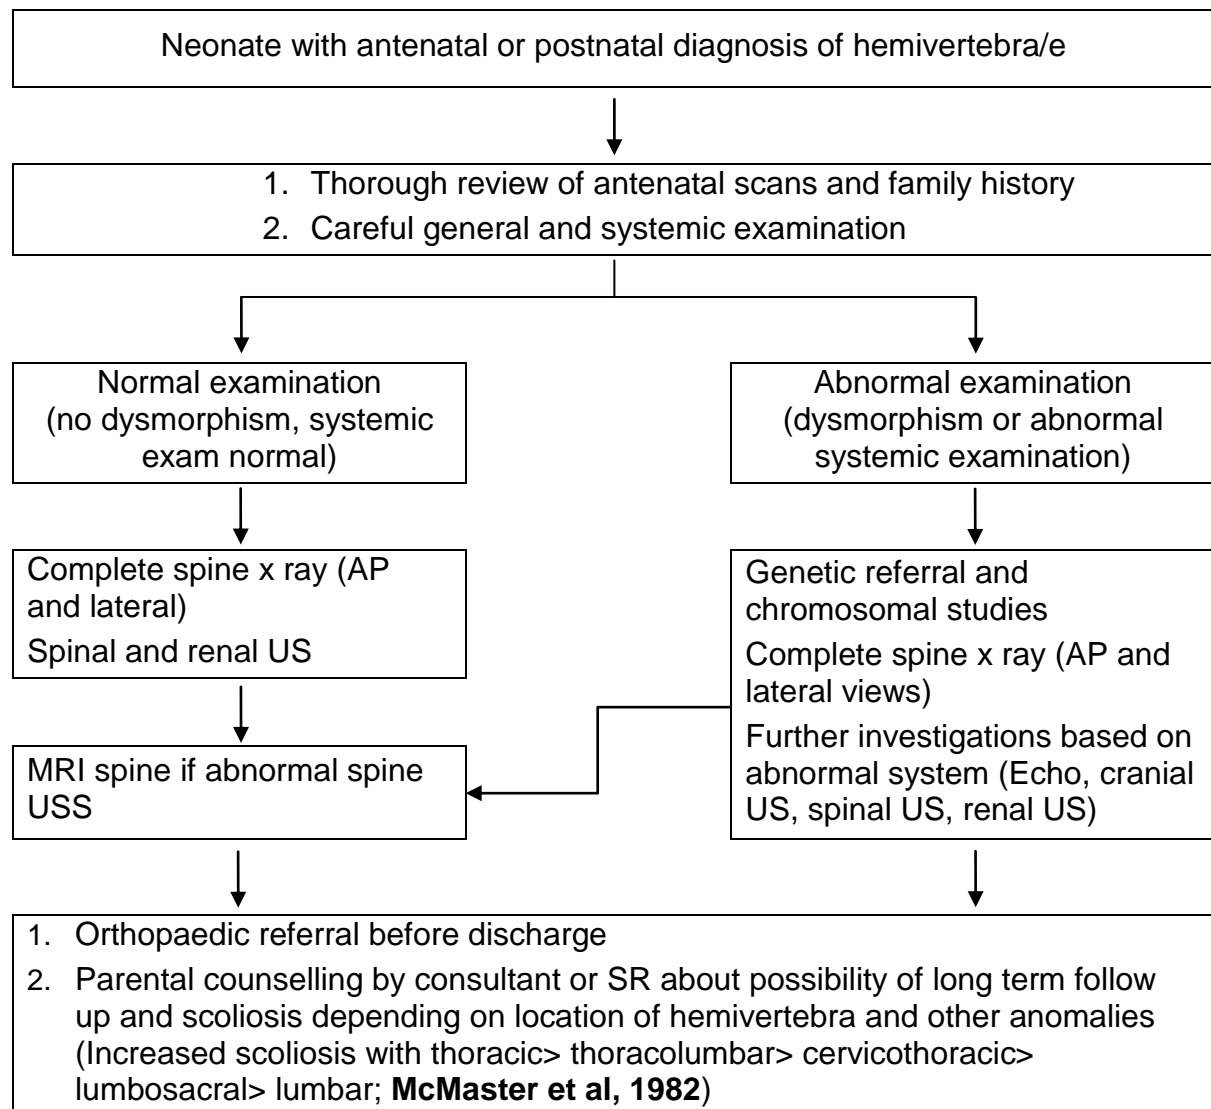 Neonate with antenatal or postnatal diagnosis of hemivertebra/e
1. Thorough review of antenatal scans and family history
2. Careful general and systemic examination
Normal examination
(no dysmorphism, systemic
exam normal)
Abnormal examination
(dysmorphism or abnormal
systemic examination)
Complete spine x ray (AP
and lateral)
Spinal and renal US
Genetic referral and
chromosomal studies
Complete spine x ray (AP and
lateral views)
Further investigations based on
abnormal system (Echo, cranial
US, spinal US, renal US)
MRI spine if abnormal spine
USS
1. Orthopaedic referral before discharge
2. Parental counselling by consultant or SR about possibility of long term follow
up and scoliosis depending on location of hemivertebra and other anomalies
(Increased scoliosis with thoracic> thoracolumbar> cervicothoracic>
lumbosacral> lumbar; McMaster et al, 1982)